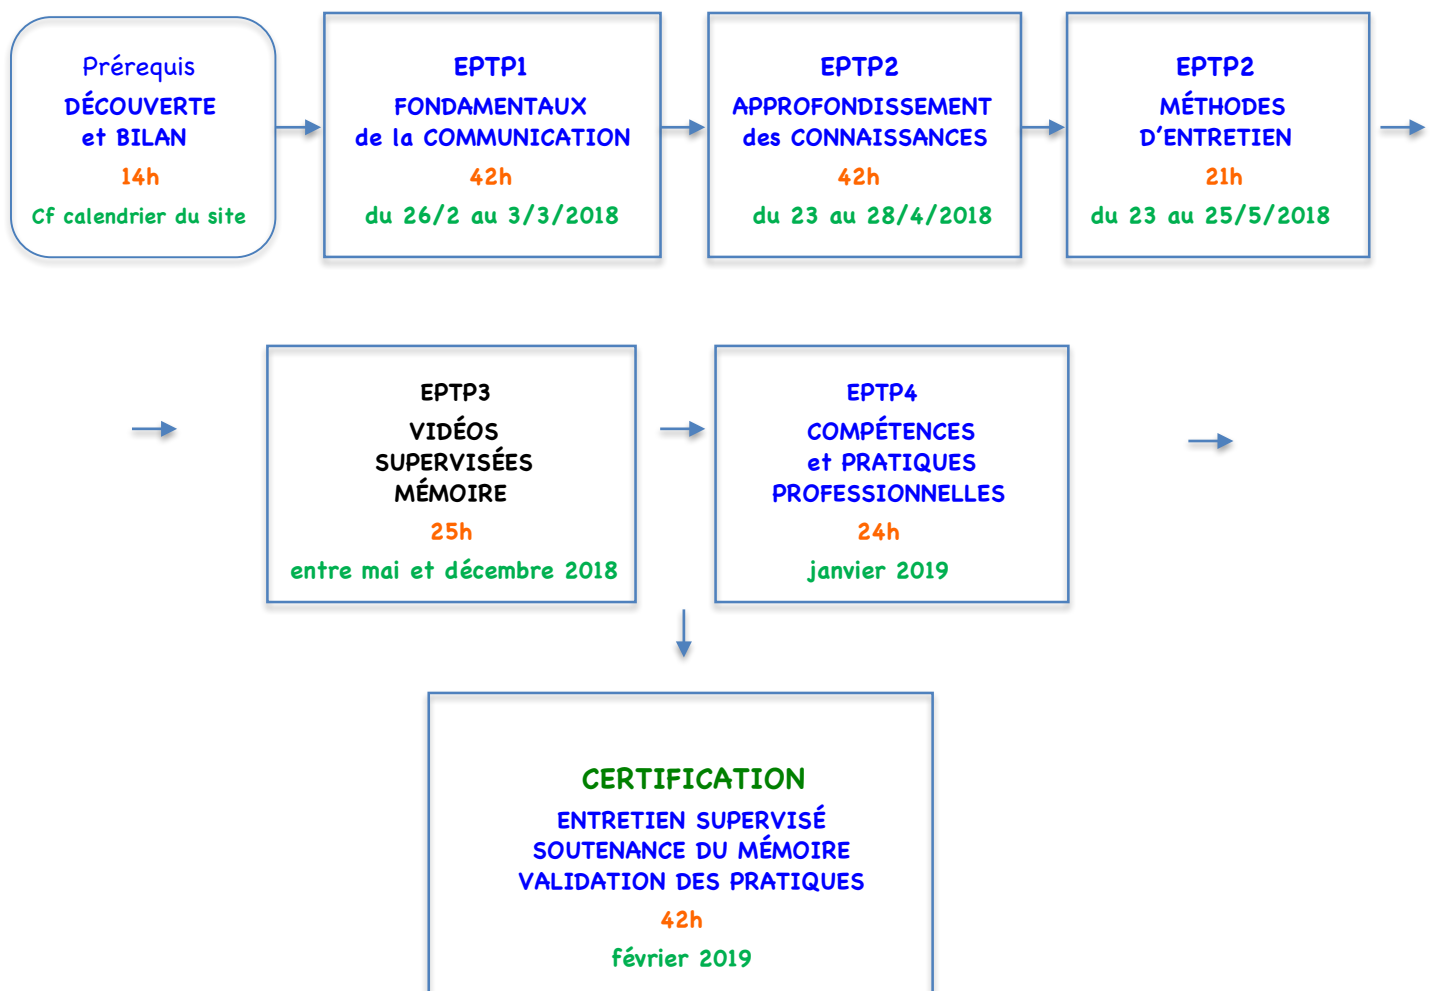 Prérequis
DÉCOUVERTE
et BILAN
14h
Cf calendrier du site
EPTP1
FONDAMENTAUX
de la COMMUNICATION
42h
du 26/2 au 3/3/2018
EPTP2
APPROFONDISSEMENT
des CONNAISSANCES
42h
du 23 au 28/4/2018
EPTP2
MÉTHODES
D'ENTRETIEN
21h
du 23 au 25/5/2018
EPTP3
VIDÉOS
SUPERVISÉES
MÉMOIRE
25h
entre mai et décembre 2018
EPTP4
COMPÉTENCES
et PRATIQUES
PROFESSIONNELLES
24h
janvier 2019
CERTIFICATION
ENTRETIEN SUPERVISÉ
SOUTENANCE DU MÉMOIRE
VALIDATION DES PRATIQUES
42h
février 2019